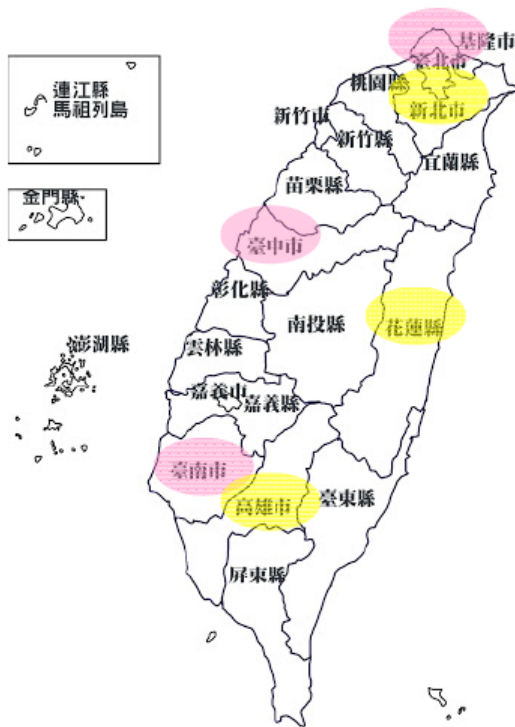 基隆市
臺北市
桃園縣
連江縣
馬祖列島
新北市
新竹市
新竹縣
宜蘭縣
苗栗縣
金門縣
臺中市
彰化縣
南投縣
花蓮縣
澎湖縣
雲林縣
嘉義市
嘉義縣
臺南市
高雄市
臺東縣
屏東縣